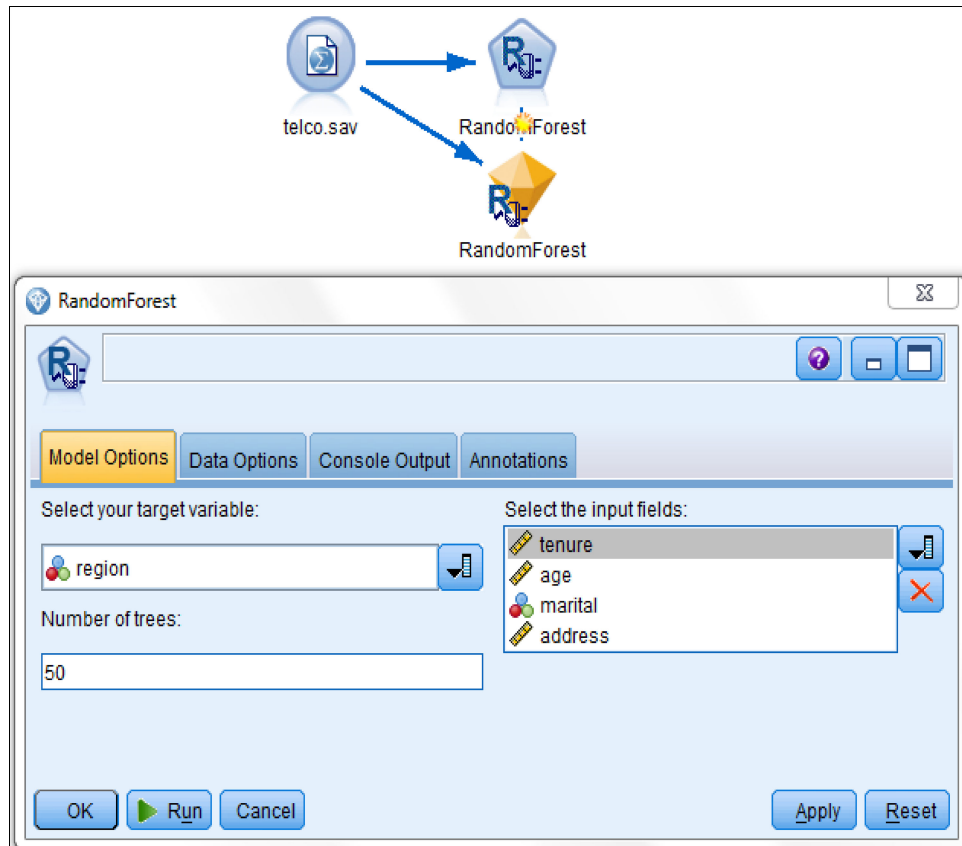 telco.sav
RandomForest
RandomForest
RandomForest
Model Options
Data Options
Console Output
Annotations
Select your target variable:
region
Number of trees:
50
Select the input fields:
tenure
age
marital
address
OK
Run
Cancel
Apply
Reset